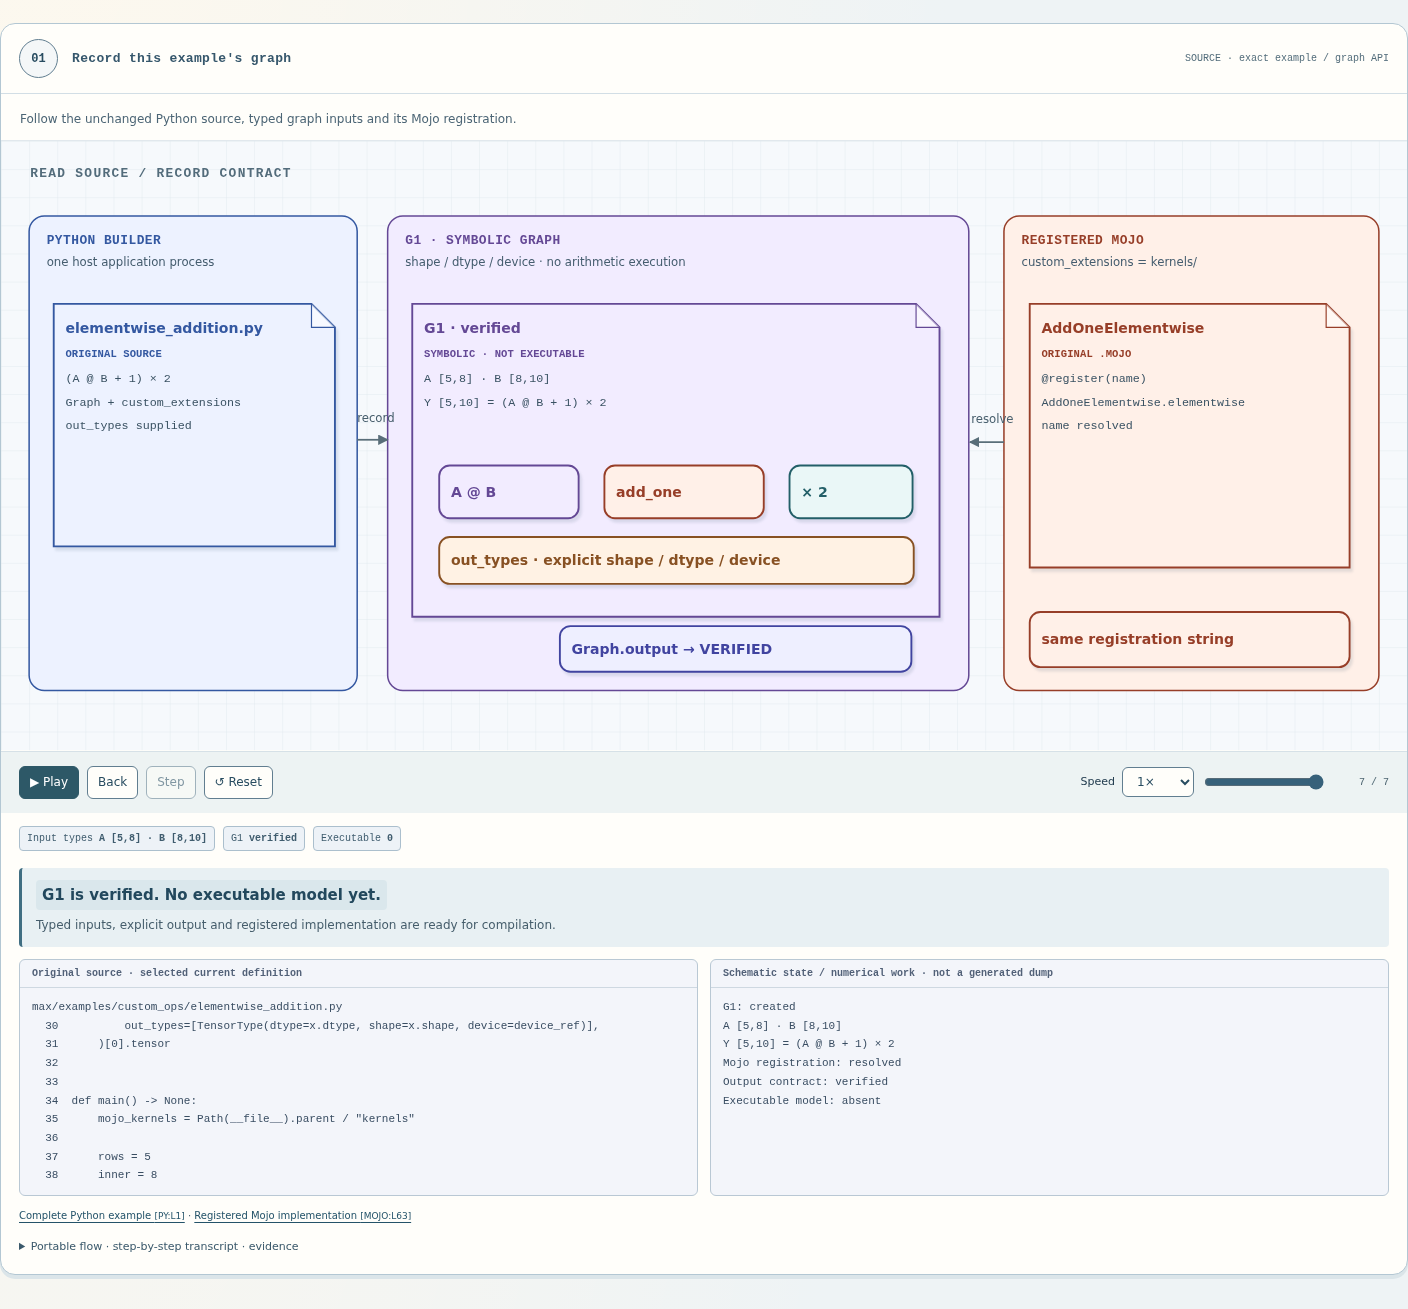 01
Record this example's graph
SOURCE · exact example / graph API
Follow the unchanged Python source, typed graph inputs and its Mojo registration.
READ SOURCE / RECORD CONTRACT
PYTHON BUILDER
one host application process
elementwise_addition.py
ORIGINAL SOURCE
(A @ B + 1) × 2
Graph + custom_extensions
out_types supplied
record
G1 · SYMBOLIC GRAPH
shape / dtype / device · no arithmetic execution
G1 · verified
SYMBOLIC · NOT EXECUTABLE
A [5,8] · B [8,10]
Y [5,10] = (A @ B + 1) × 2
A @ B
add_one
× 2
out_types · explicit shape / dtype / device
Graph.output → VERIFIED
resolve
REGISTERED MOJO
custom_extensions = kernels/
AddOneElementwise
ORIGINAL .MOJO
@register(name)
AddOneElementwise.elementwise
name resolved
same registration string
▶ Play
Back
Step
↺ Reset
Speed
1×
7 / 7
Input types A [5,8] · B [8,10]
G1 verified
Executable 0
G1 is verified. No executable model yet.
Typed inputs, explicit output and registered implementation are ready for compilation.
Original source · selected current definition
max/examples/custom_ops/elementwise_addition.py
30          out_types=[TensorType(dtype=x.dtype, shape=x.shape, device=device_ref)],
31      )[0].tensor
32
33
34  def main() -> None:
35      mojo_kernels = Path(__file__).parent / "kernels"
36
37      rows = 5
38      inner = 8
Schematic state / numerical work · not a generated dump
G1: created
A [5,8] · B [8,10]
Y [5,10] = (A @ B + 1) × 2
Mojo registration: resolved
Output contract: verified
Executable model: absent
Complete Python example [PY:L1] · Registered Mojo implementation [MOJO:L63]
▶ Portable flow · step-by-step transcript · evidence